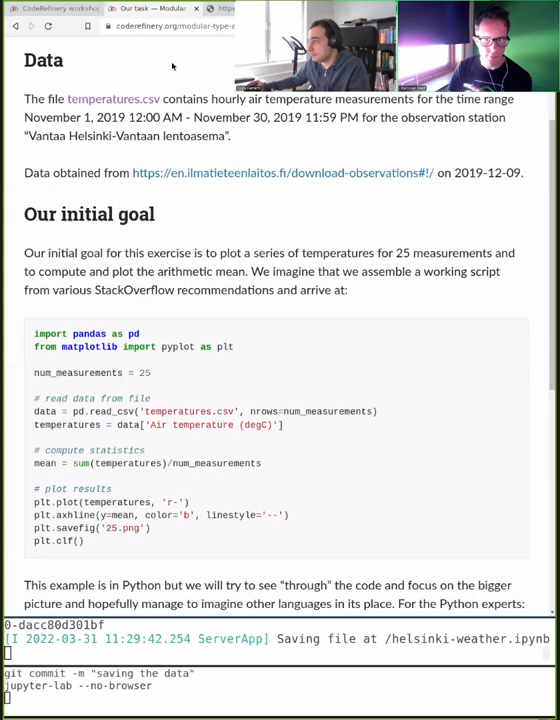 CodeRefinery workshop
Our task — Modular
https
coderefinery.org/modular-type-a
Data
The file temperatures.csv contains hourly air temperature measurements for the time range
November 1, 2019 12:00 AM - November 30, 2019 11:59 PM for the observation station
“Vantaa Helsinki-Vantaan lentoasema”.
Data obtained from https://en.ilmatieteenlaitos.fi/download-observations#!/ on 2019-12-09.
Our initial goal
Our initial goal for this exercise is to plot a series of temperatures for 25 measurements and
to compute and plot the arithmetic mean. We imagine that we assemble a working script
from various StackOverflow recommendations and arrive at:
import pandas as pd
from matplotlib import pyplot as plt
num_measurements = 25
# read data from file
data = pd.read_csv('temperatures.csv', nrows=num_measurements)
temperatures = data['Air temperature (degC)']
# compute statistics
mean = sum(temperatures)/num_measurements
# plot results
plt.plot(temperatures, 'r-')
plt.axhline(y=mean, color='b', linestyle='--')
plt.savefig('25.png')
plt.clf()
This example is in Python but we will try to see “through” the code and focus on the bigger
picture and hopefully manage to imagine other languages in its place. For the Python experts:
0-dacc80d301bf
[I 2022-03-31 11:29:42.254 ServerApp] Saving file at /helsinki-weather.ipynb
git commit -m "saving the data"
jupyter-lab --no-browser